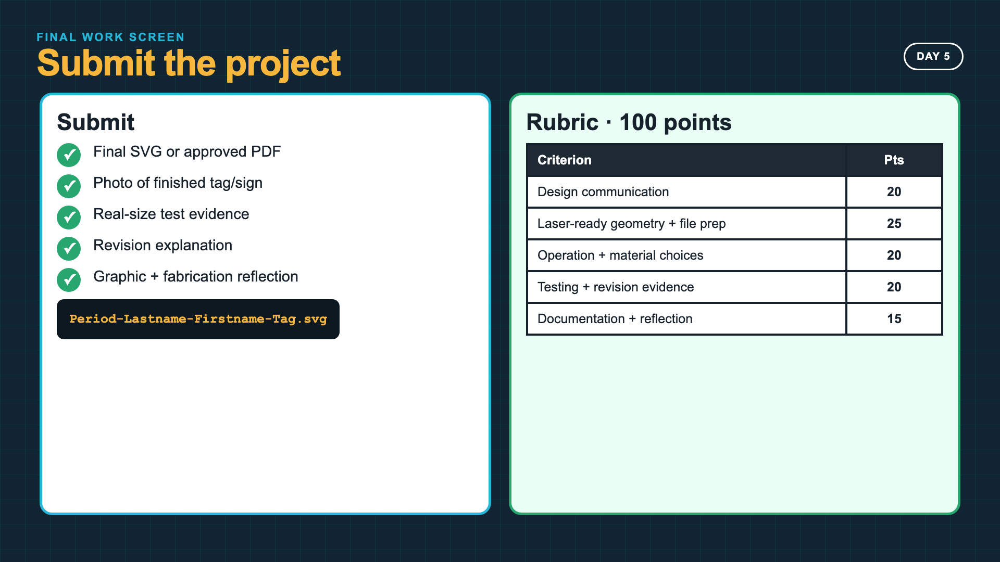 FINAL WORK SCREEN
Submit the project
DAY 5
Submit
Final SVG or approved PDF
Photo of finished tag/sign
Real-size test evidence
Revision explanation
Graphic + fabrication reflection
Period-Lastname-Firstname-Tag.svg
Rubric · 100 points
Criterion Pts
Design communication 20
Laser-ready geometry + file prep 25
Operation + material choices 20
Testing + revision evidence 20
Documentation + reflection 15